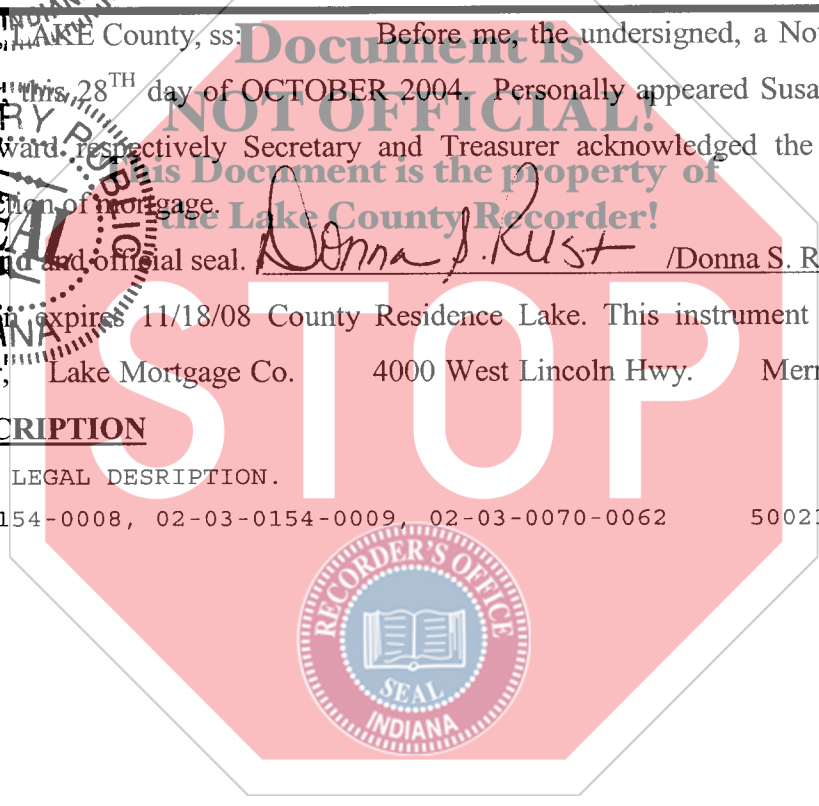 LAKE County, ss: Before me, the undersigned, a
this 28TH day of OCTOBER 2004. Personally appeared
respectively Secretary and Treasurer acknowledged the
of mortgage.
and official seal. Donna S. Rust /Donna S.
expires 11/18/08 County Residence Lake. This instrument
Lake Mortgage Co. 4000 West Lincoln Hwy.
CRIPTION
LEGAL DESRIPTION.
154-0008, 02-03-0154-0009, 02-03-0070-0062 5002
Document is
NOT OFFICIAL!
This Document is the property of
the Lake County Recorder!
STOP
RECORDER'S OFFICE
SEAL
INDIANA
RY PUBLIC
ANA